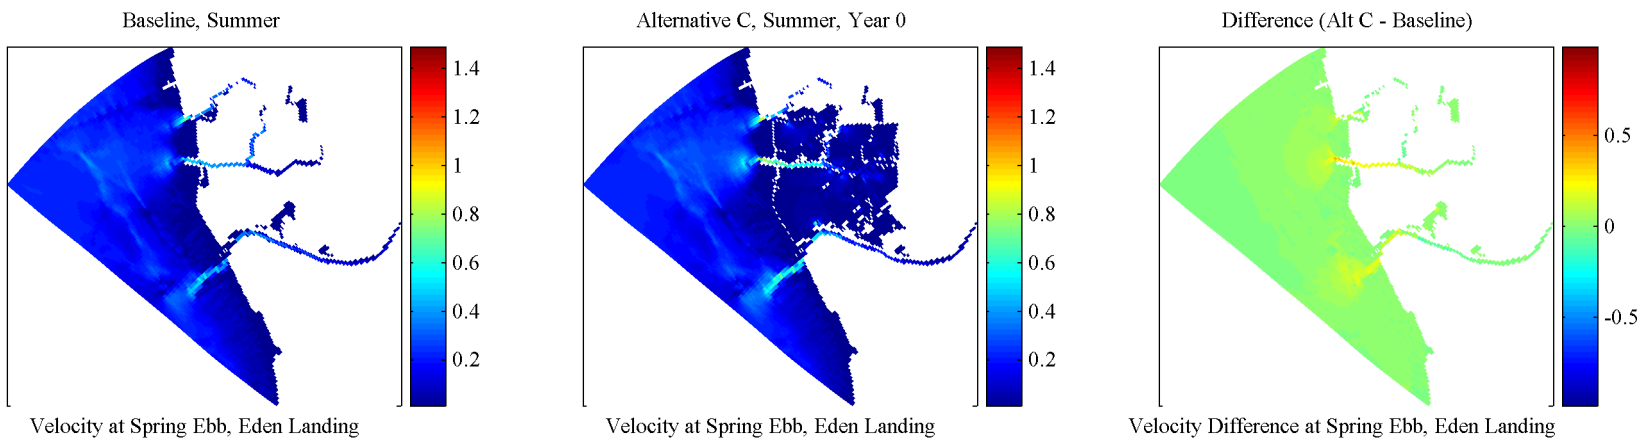 Baseline, Summer
1.4
1.2
1
0.8
0.6
0.4
0.2
Velocity at Spring Ebb, Eden Landing
Alternative C, Summer, Year 0
1.4
1.2
1
0.8
0.6
0.4
0.2
Velocity at Spring Ebb, Eden Landing
Difference (Alt C - Baseline)
0.5
0
-0.5
Velocity Difference at Spring Ebb, Eden Landing